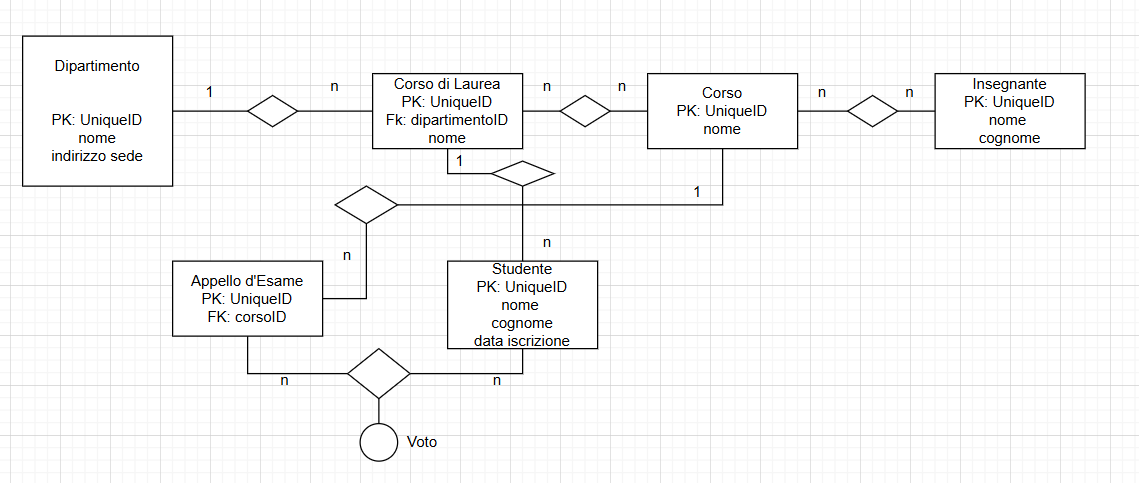 Dipartimento
PK: UniqueID
nome
indirizzo sede
1
n
Corso di Laurea
PK: UniqueID
Fk: dipartimentoID
nome
n
n
Corso
PK: UniqueID
nome
n
n
Insegnante
PK: UniqueID
nome
cognome
1
1
n
n
Appello d'Esame
PK: UniqueID
FK: corsoID
Studente
PK: UniqueID
nome
cognome
data iscrizione
n
n
Voto